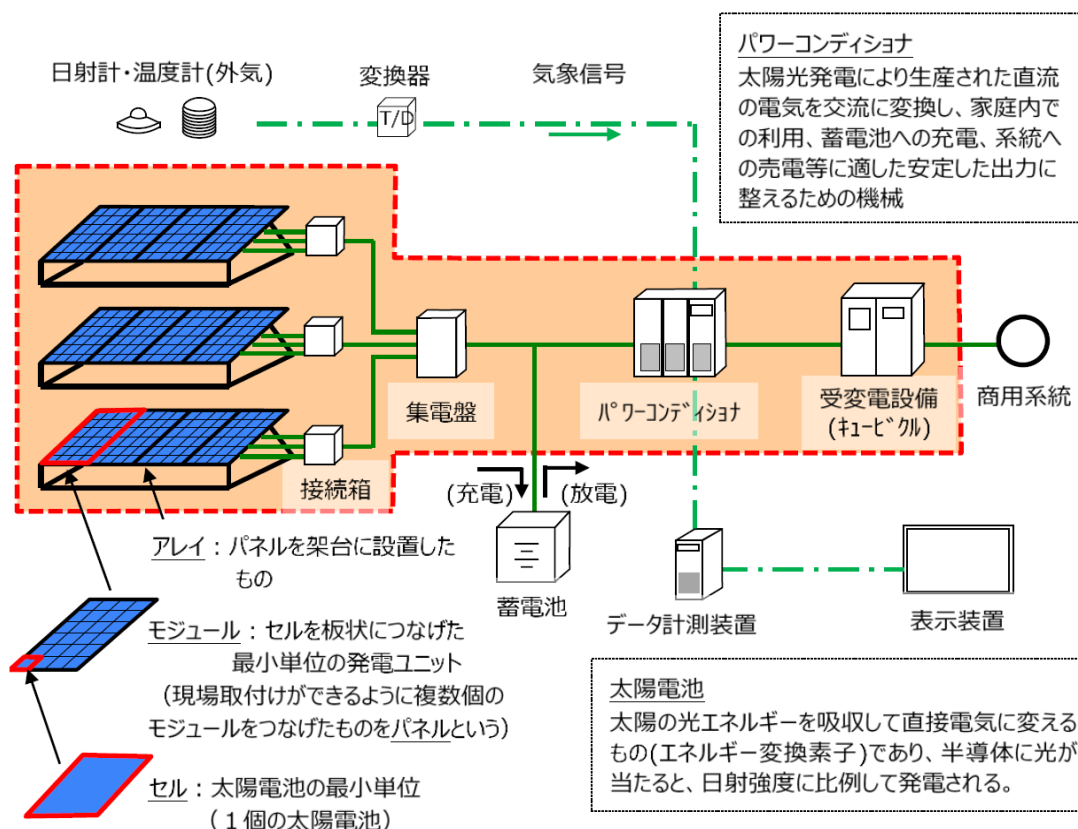 日射計・温度計(外気)
変換器
T/D
気象信号
パワーコンディショナ
太陽光発電により生産された直流
の電気を交流に変換し、家庭内で
の利用、蓄電池への充電、系統へ
の売電等に適した安定した出力に
整えるための機械
集電盤
ﾊﾟﾜｰｺﾝﾃﾞｨｼｮﾅ
受変電設備
(ｷｭｰﾋﾞｸﾙ)
商用系統
接続箱
(充電)
(放電)
蓄電池
データ計測装置
表示装置
アレイ：パネルを架台に設置した
もの
モジュール：セルを板状につなげた
最小単位の発電ユニット
（現場取付けができるように複数個の
モジュールをつなげたものをパネルという）
セル：太陽電池の最小単位
（１個の太陽電池）
太陽電池
太陽の光エネルギーを吸収して直接電気に変える
もの(エネルギー変換素子)であり、半導体に光が
当たると、日射強度に比例して発電される。